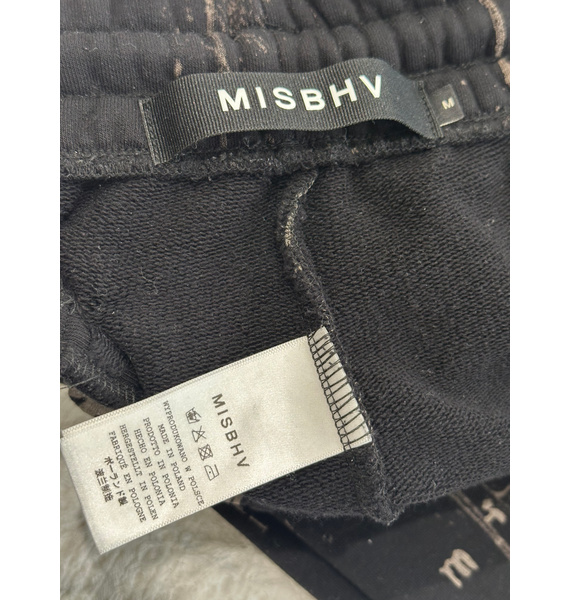 MISBHV
M
MISBHV
WYPRODUKOWANO W POLSCE
MADE IN POLAND
PRODOTTO IN POLONIA
HECHO EN POLONIA
HERGESTELLT IN POLEN
FABRIQUÉ EN POLOGNE
ポーランド製
波兰制造
m